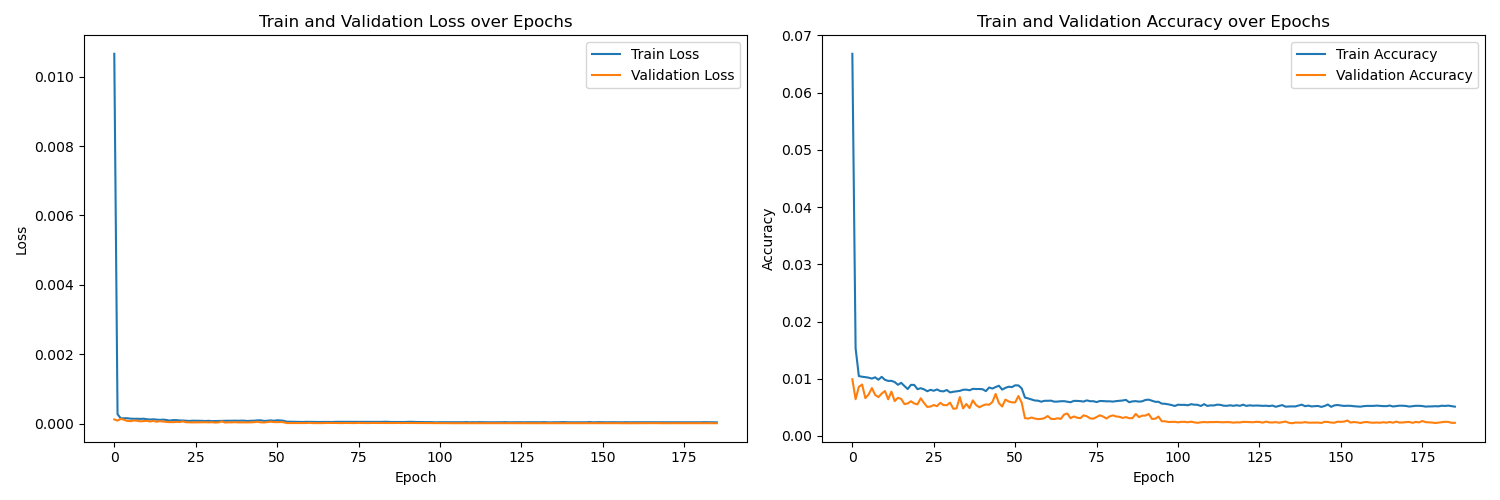 Train and Validation Loss over Epochs
Train Loss
Validation Loss
0.010
0.008
0.006
0.004
0.002
0.000
Loss
0 25 50 75 100 125 150 175
Epoch
Train and Validation Accuracy over Epochs
Train Accuracy
Validation Accuracy
0.07
0.06
0.05
0.04
0.03
0.02
0.01
0.00
Accuracy
0 25 50 75 100 125 150 175
Epoch